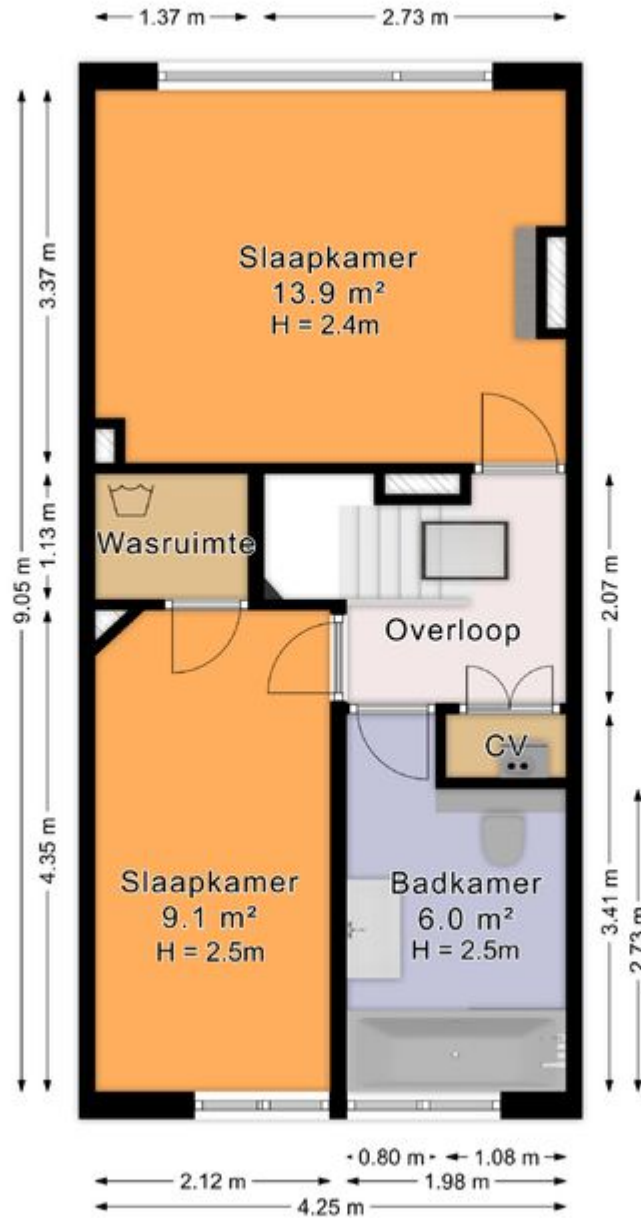 1.37 m
2.73 m
3.37 m
Slaapkamer
13.9 m²
H = 2.4m
9.05 m
1.13 m
Wasruimte
2.07 m
Overloop
CV
4.35 m
Slaapkamer
9.1 m²
H = 2.5m
Badkamer
6.0 m²
H = 2.5m
3.41 m
2.73 m
0.80 m
1.08 m
2.12 m
1.98 m
4.25 m